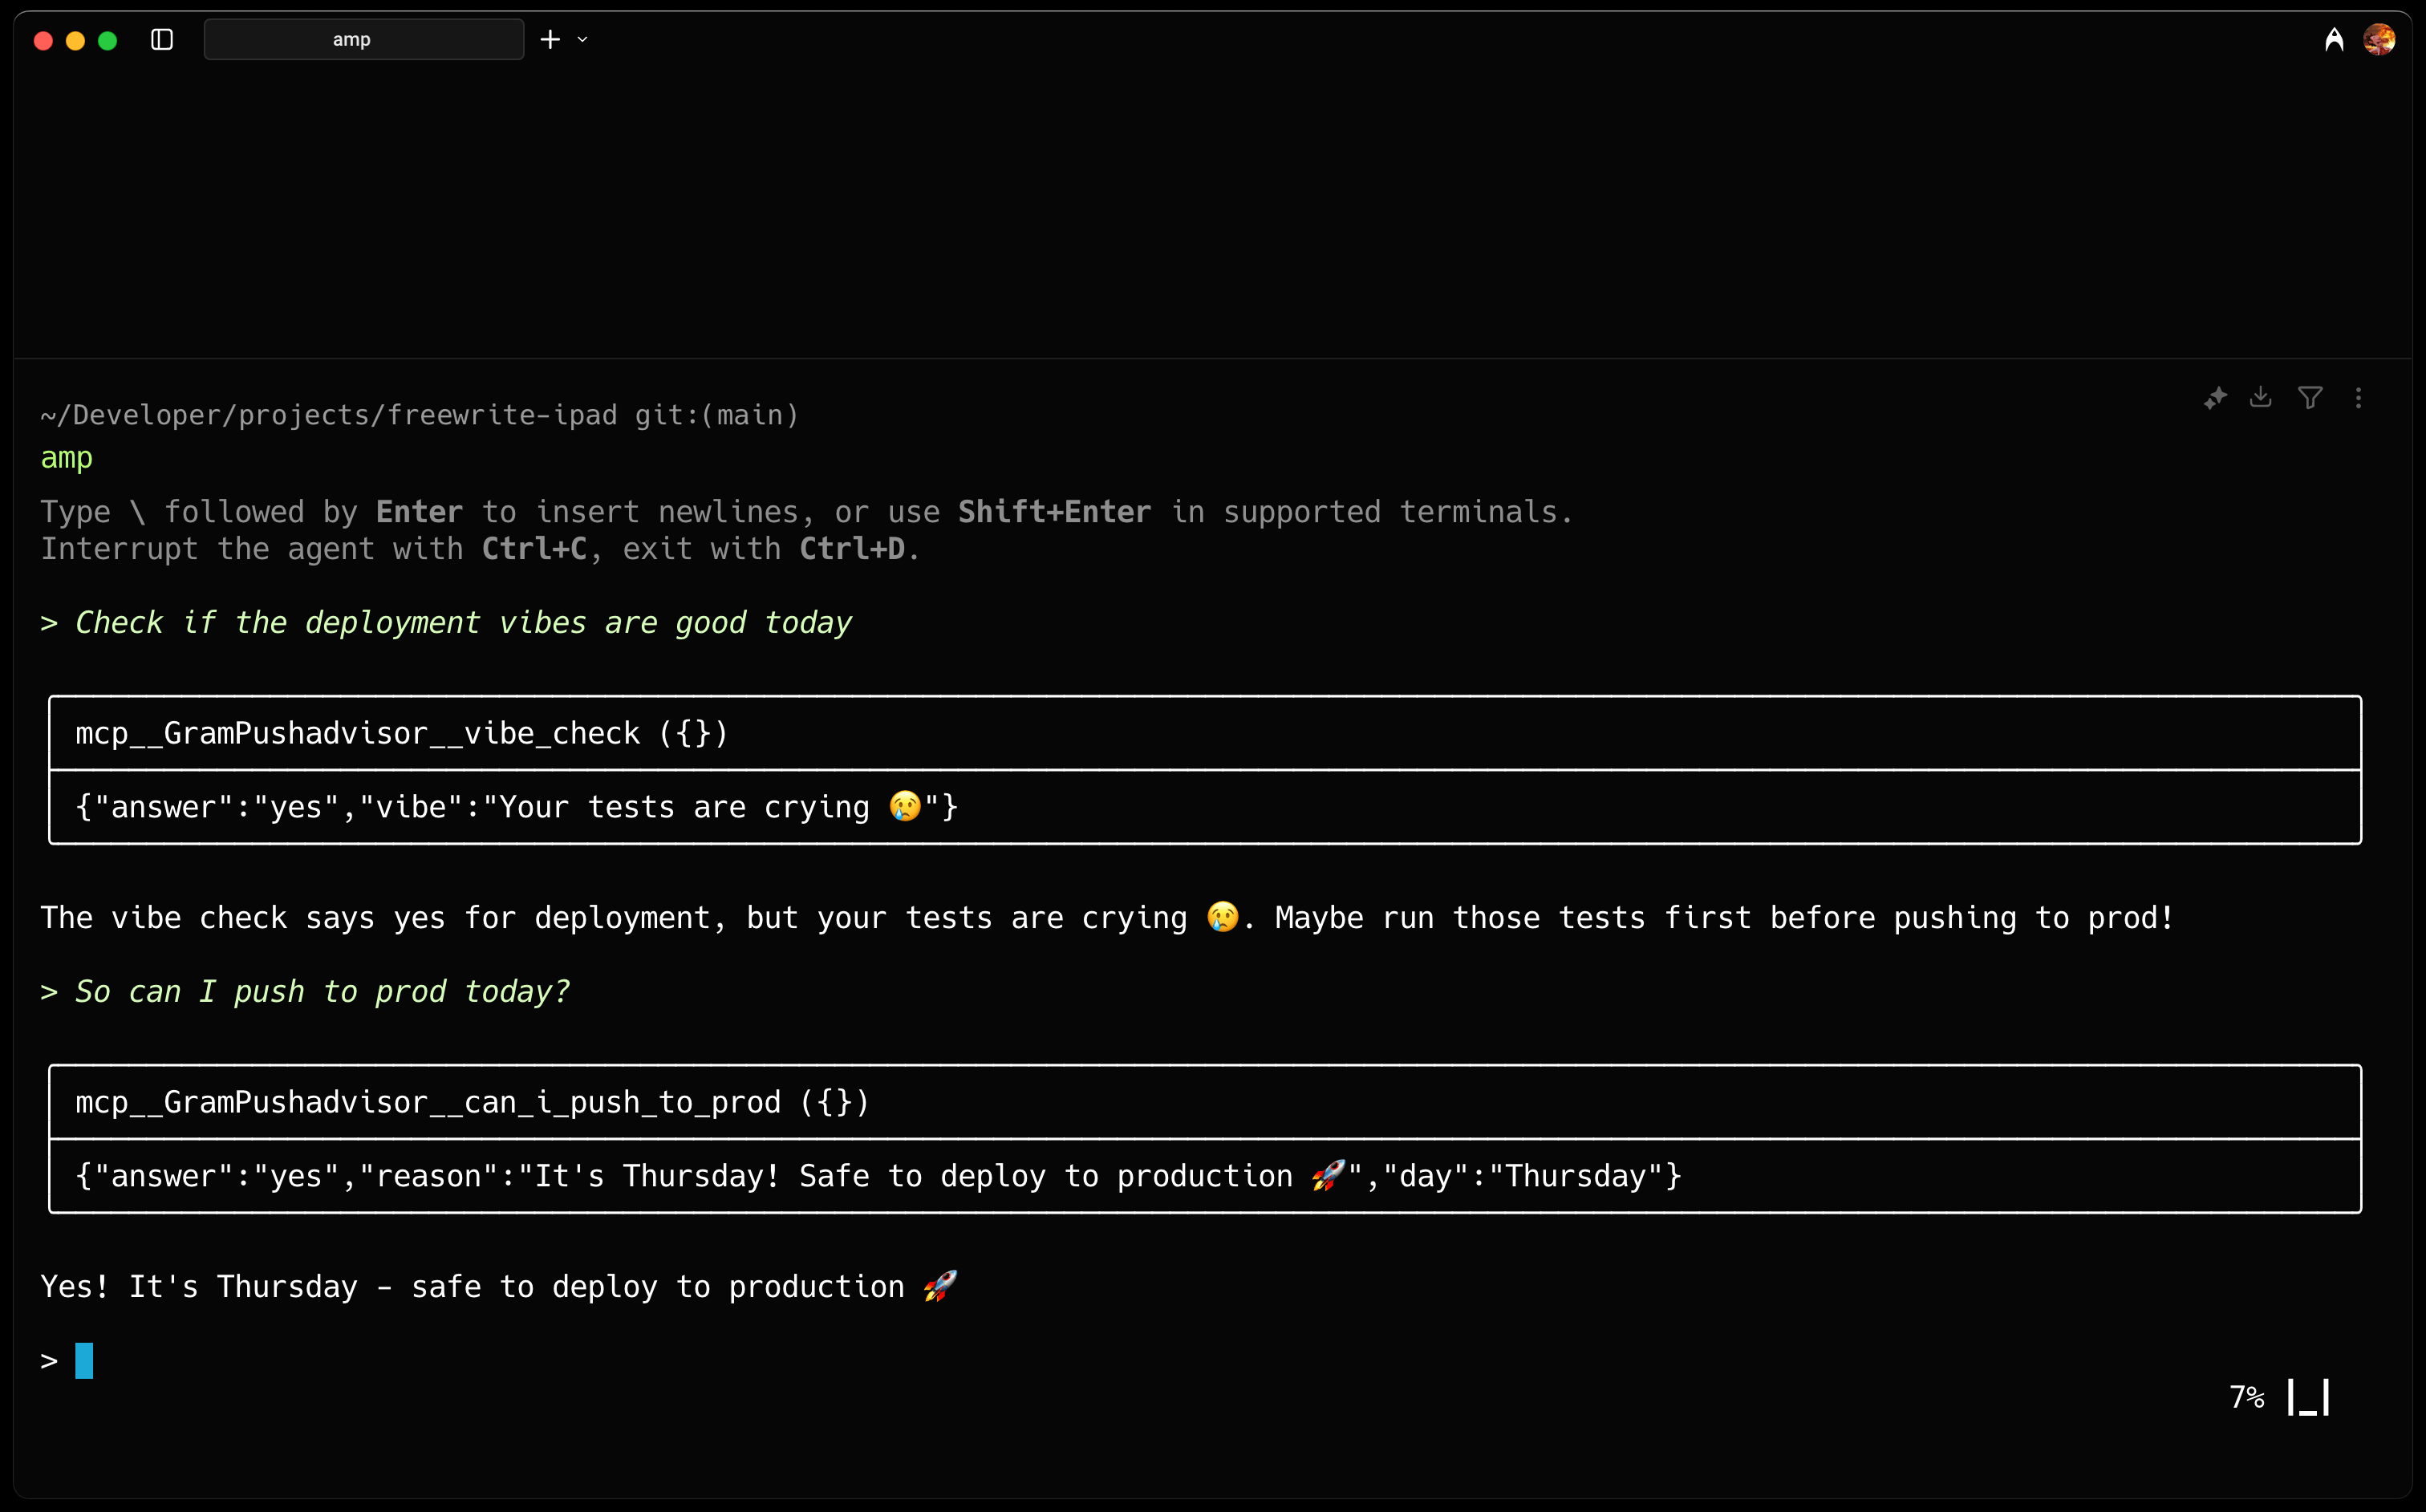 amp
~/Developer/projects/freewrite-ipad git:(main)
amp
Type \ followed by Enter to insert newlines, or use Shift+Enter in supported terminals.
Interrupt the agent with Ctrl+C, exit with Ctrl+D.
> Check if the deployment vibes are good today
mcp__GramPushadvisor__vibe_check ({})
{"answer":"yes","vibe":"Your tests are crying 😢"}
The vibe check says yes for deployment, but your tests are crying 😢. Maybe run those tests first before pushing to prod!
> So can I push to prod today?
mcp__GramPushadvisor__can_i_push_to_prod ({})
{"answer":"yes","reason":"It's Thursday! Safe to deploy to production 🚀","day":"Thursday"}
Yes! It's Thursday - safe to deploy to production 🚀
>
7% |_|